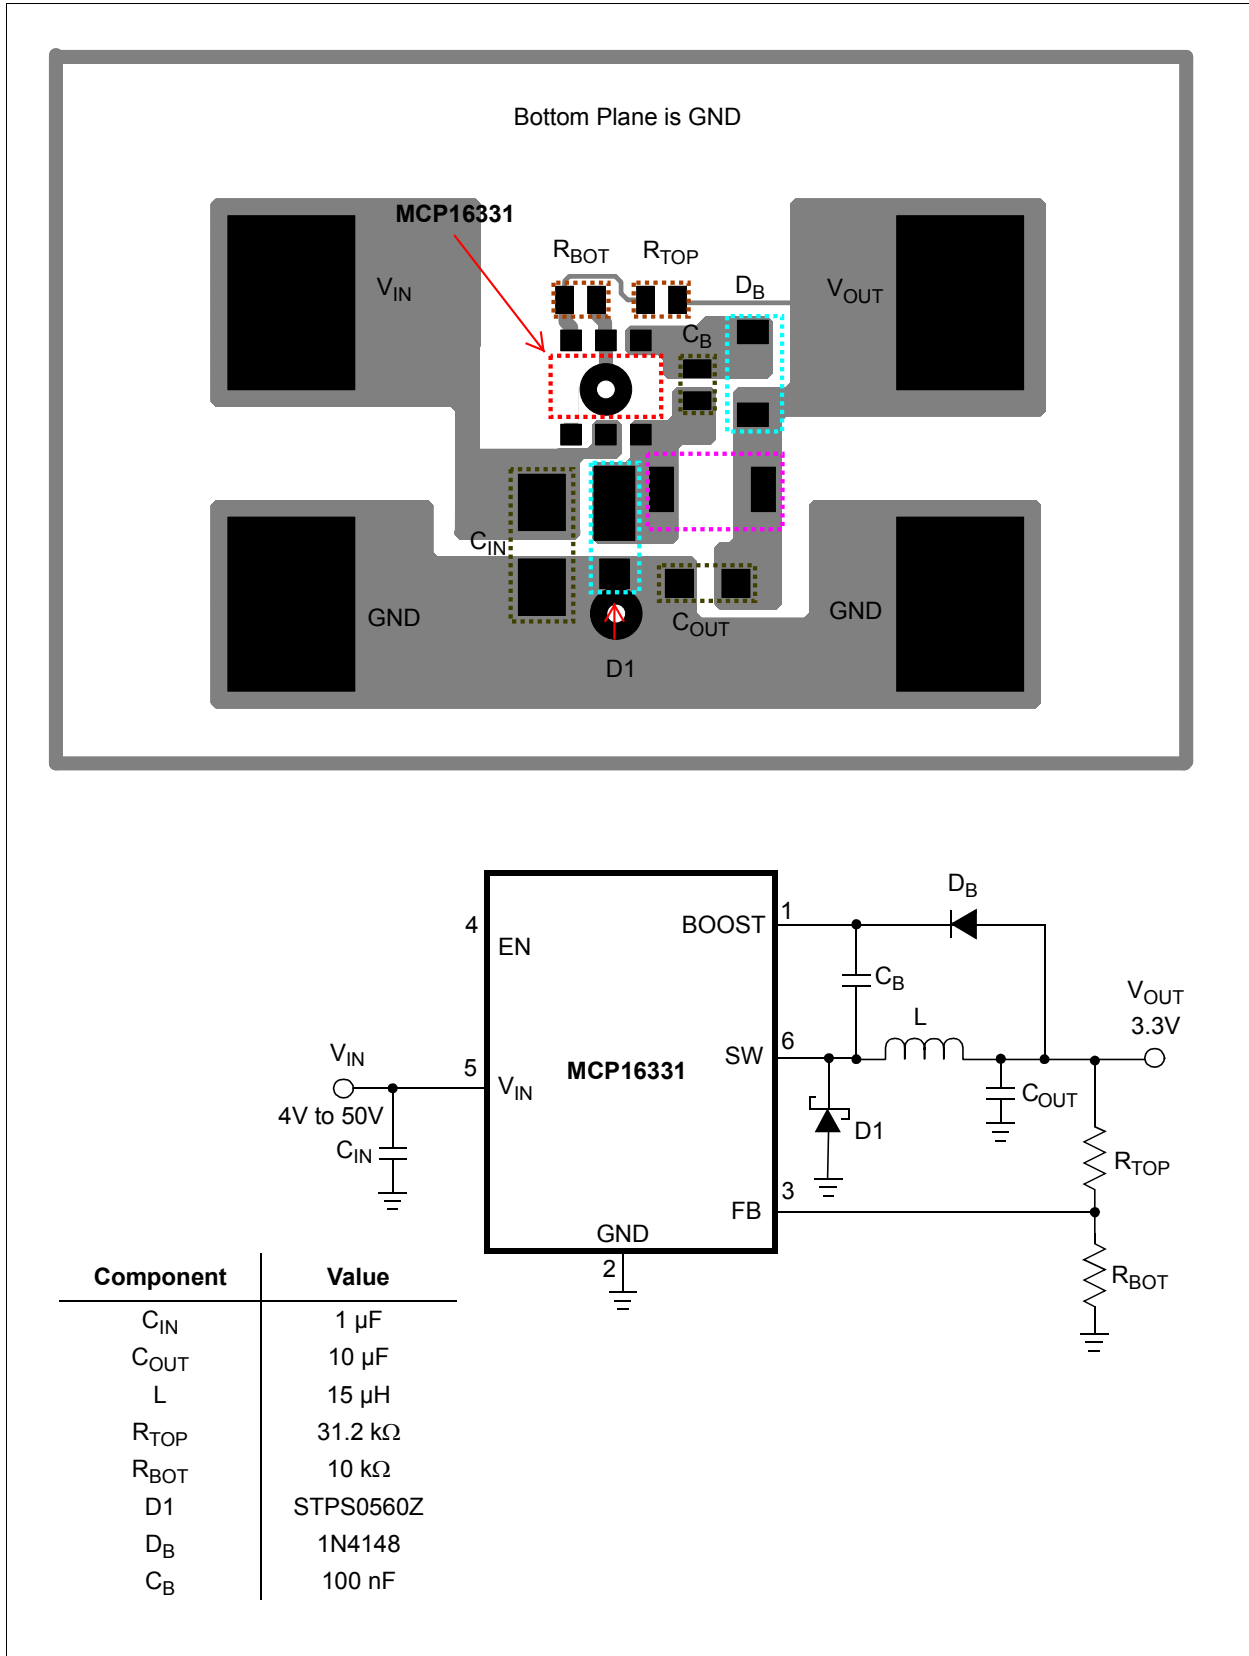 Bottom Plane is GND
MCP16331
RBOT RTOP
VIN DB VOUT
CB
CIN
GND COUT GND
D1
DB
4 BOOST 1
EN
CB
VOUT
L 3.3V
VIN SW 6
5 MCP16331
VIN COUT
4V to 50V D1
CIN
RTOP
3
FB
GND
2 RBOT
Component Value
CIN 1 µF
COUT 10 µF
L 15 µH
RTOP 31.2 kΩ
RBOT 10 kΩ
D1 STPS0560Z
DB 1N4148
CB 100 nF